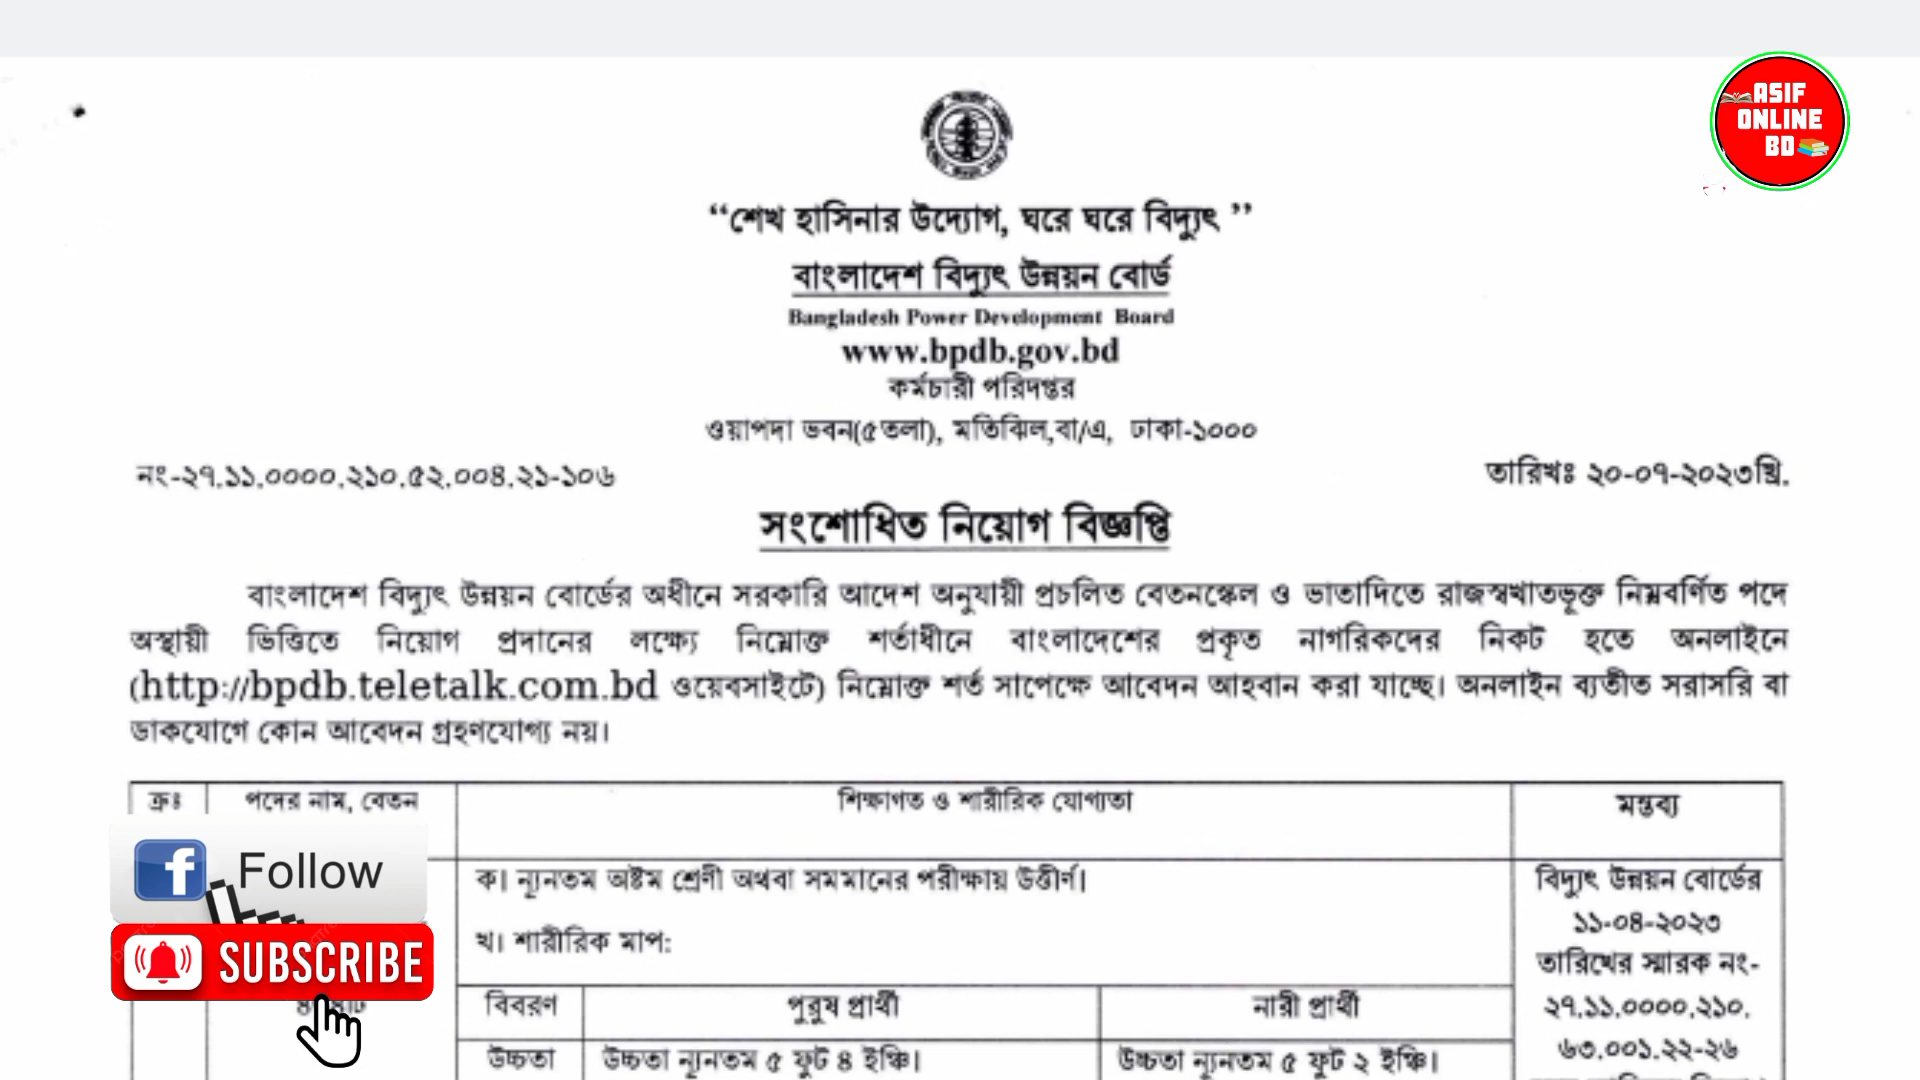 ASIF
ONLINE
BD
“শেখ হাসিনার উদ্যোগ, ঘরে ঘরে বিদ্যুৎ ”
বাংলাদেশ বিদ্যুৎ উন্নয়ন বোর্ড
Bangladesh Power Development Board
www.bpdb.gov.bd
কর্মচারী পরিদপ্তর
ওয়াপদা ভবন(৫তলা), মতিঝিল,বা/এ, ঢাকা-১০০০
নং-২৭.১১.০০০০.২১০.৫২.০০৪.২১-১০৬
তারিখঃ ২০-০৭-২০২৩খ্রি.
সংশোধিত নিয়োগ বিজ্ঞপ্তি
বাংলাদেশ বিদ্যুৎ উন্নয়ন বোর্ডের অধীনে সরকারি আদেশ অনুযায়ী প্রচলিত বেতনস্কেল ও ভাতাদিতে রাজস্বখাতভূক্ত নিম্নবর্ণিত পদে
অস্থায়ী ভিত্তিতে নিয়োগ প্রদানের লক্ষ্যে নিম্নোক্ত শর্তাধীনে বাংলাদেশের প্রকৃত নাগরিকদের নিকট হতে অনলাইনে
(http://bpdb.teletalk.com.bd ওয়েবসাইটে) নিম্নোক্ত শর্ত সাপেক্ষে আবেদন আহবান করা যাচ্ছে। অনলাইন ব্যতীত সরাসরি বা
ডাকযোগে কোন আবেদন গ্রহণযোগ্য নয়।
ক্রঃ
পদের নাম, বেতন
শিক্ষাগত ও শারীরিক যোগ্যতা
মন্তব্য
Follow
SUBSCRIBE
ক। ন্যূনতম অষ্টম শ্রেণী অথবা সমমানের পরীক্ষায় উত্তীর্ণ।
খ। শারীরিক মাপ:
বিবরণ
পুরুষ প্রার্থী
নারী প্রার্থী
উচ্চতা
উচ্চতা ন্যূনতম ৫ ফুট ৪ ইঞ্চি।
উচ্চতা ন্যূনতম ৫ ফুট ২ ইঞ্চি।
বিদ্যুৎ উন্নয়ন বোর্ডের
১১-০৪-২০২৩
তারিখের স্মারক নং-
২৭.১১.০০০০.২১০.
৬৩.০০১.২২-২৬